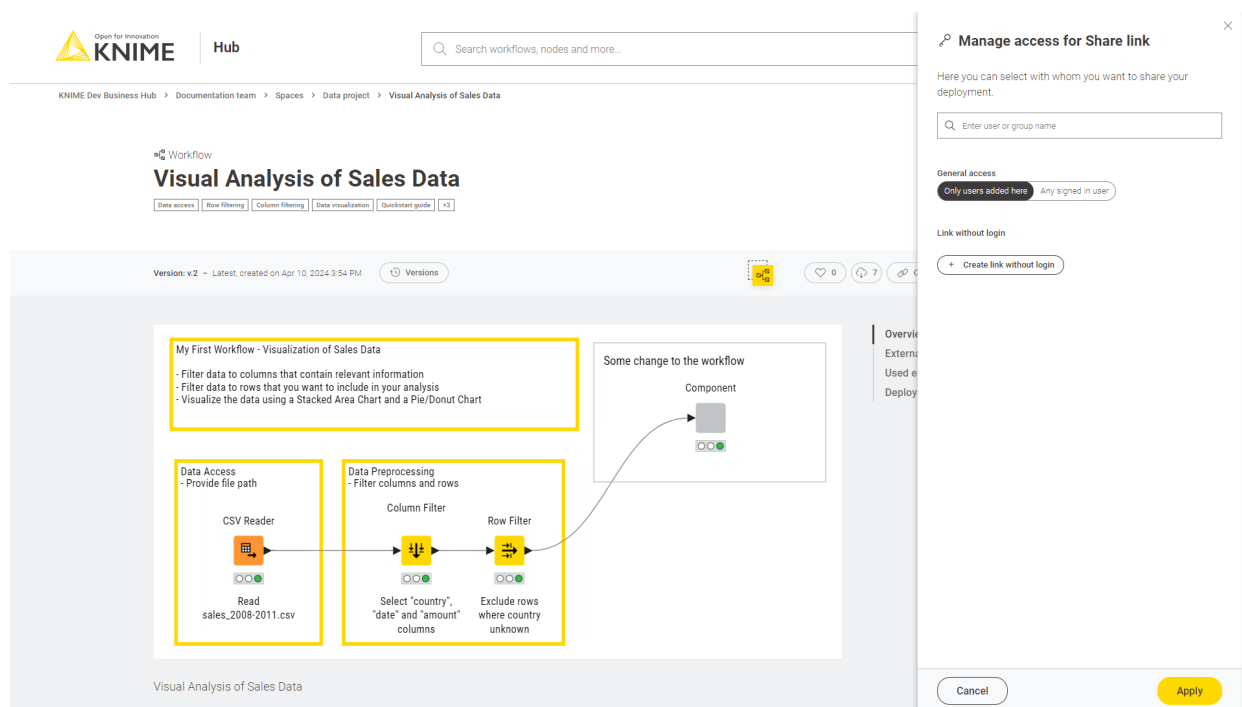 Open for Innovation
KNIME
Hub
Search workflows, nodes and more...
KNIME Dev Business Hub > Documentation team > Spaces > Data project > Visual Analysis of Sales Data
Workflow
Visual Analysis of Sales Data
Data access Row filtering Column filtering Data visualization Quickstart guide +3
Version: v.2 – Latest, created on Apr 10, 2024 3:54 PM
Versions
0
7
My First Workflow - Visualization of Sales Data
- Filter data to columns that contain relevant information
- Filter data to rows that you want to include in your analysis
- Visualize the data using a Stacked Area Chart and a Pie/Donut Chart
Some change to the workflow
Component
Data Access
- Provide file path
CSV Reader
Read
sales_2008-2011.csv
Data Preprocessing
- Filter columns and rows
Column Filter
Select "country",
"date" and "amount"
columns
Row Filter
Exclude rows
where country
unknown
Overvie
Externa
Used e
Deploy
Visual Analysis of Sales Data
Manage access for Share link
Here you can select with whom you want to share your
deployment.
Enter user or group name
General access
Only users added here Any signed in user
Link without login
+ Create link without login
Cancel
Apply